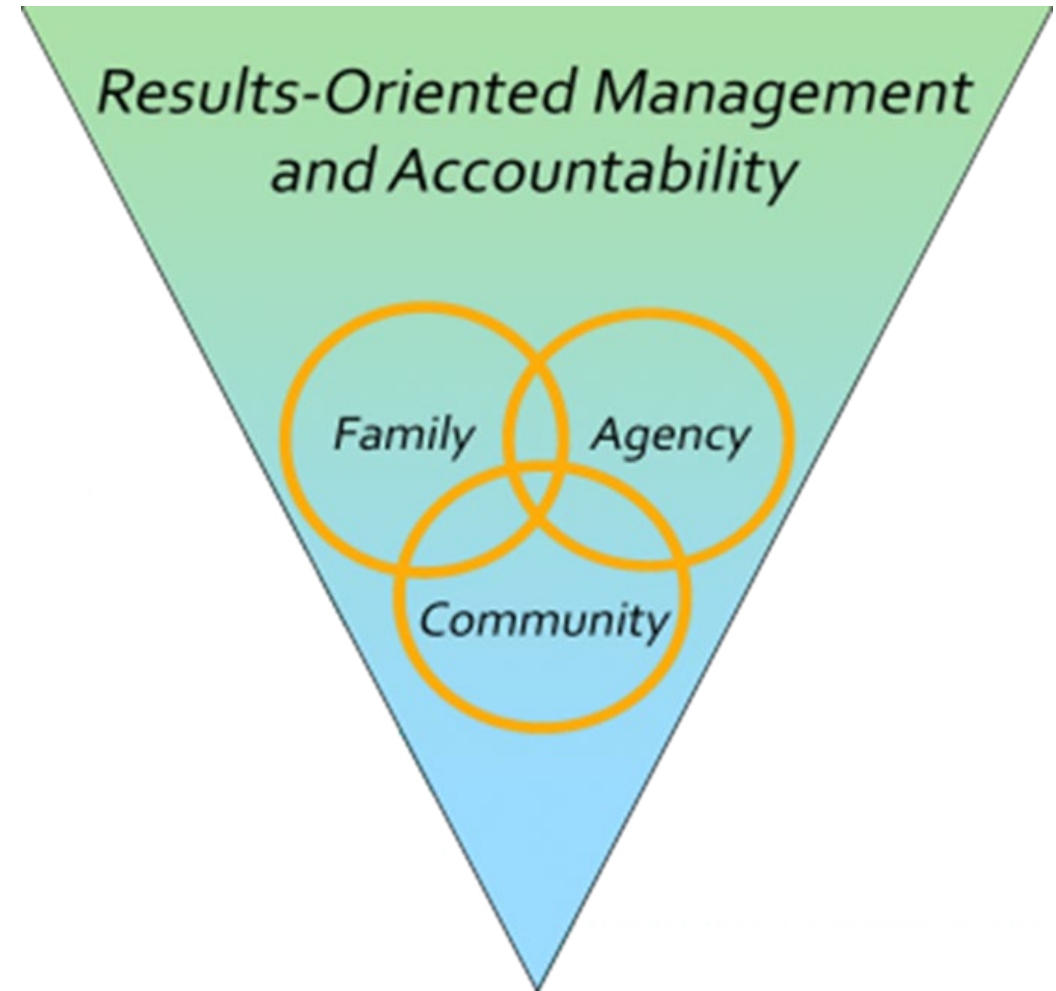 Results-Oriented Management
and Accountability
Family
Agency
Community